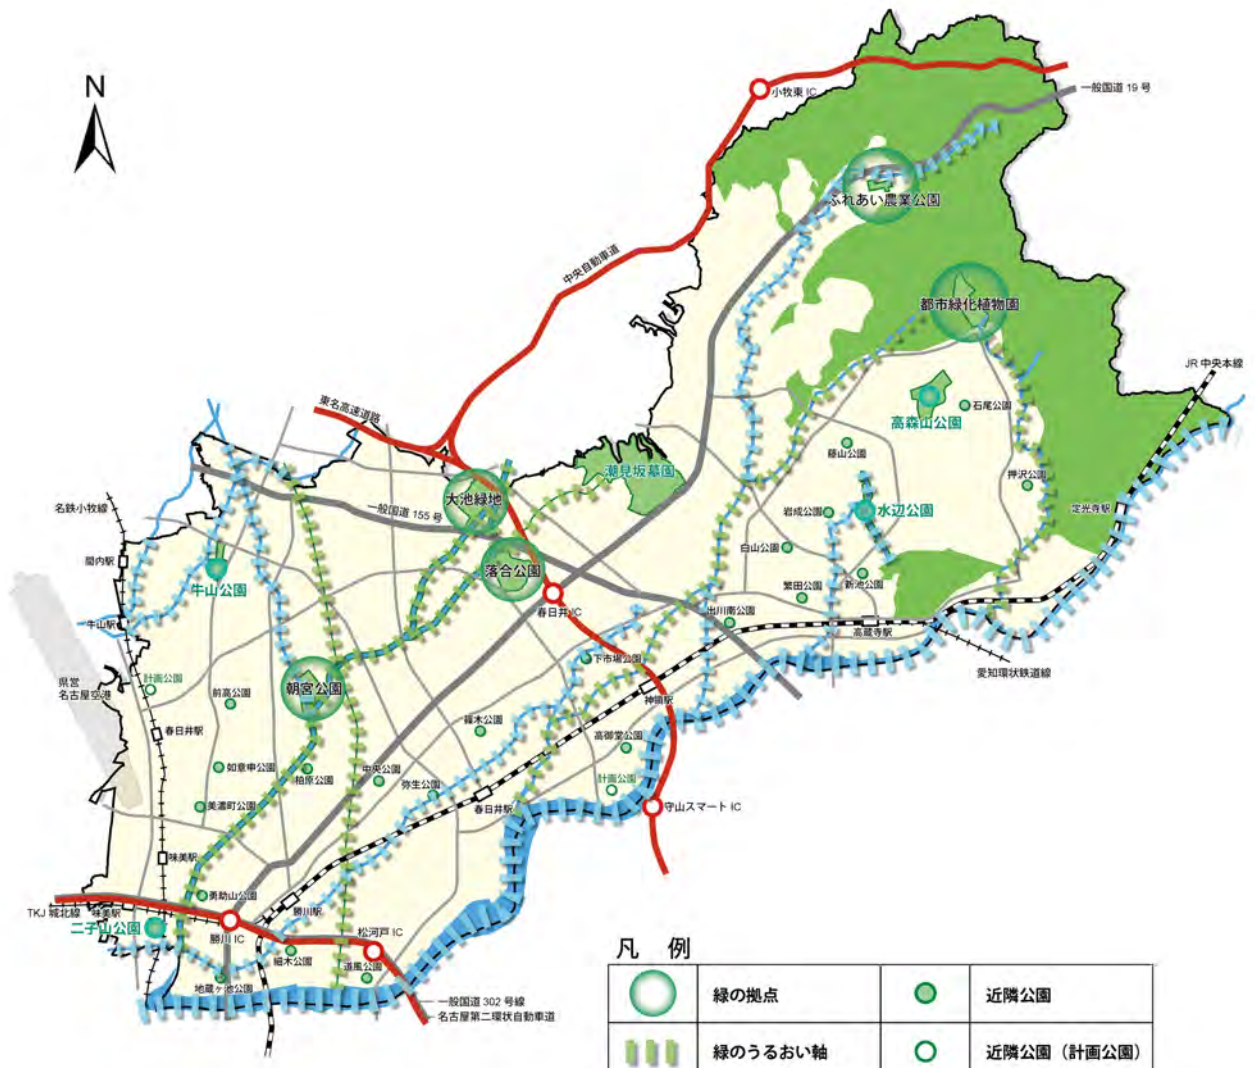 N
小牧東 IC
一般国道 19 号
ふれあい農業公園
中央自動車道
都市緑化植物園
JR 中央本線
東名高速道路
高森山公園
石尾公園
藤山公園
潮見坂墓園
押沢公園
大池緑地
名鉄小牧線
一般国道 155 号
岩成公園
水辺公園
定光寺駅
間内駅
白山公園
落合公園
牛山公園
繁田公園
新池公園
春日井 IC
出川南公園
牛山駅
高蔵寺駅
下市場公園
愛知環状鉄道線
県営
名古屋空港
計画公園
朝宮公園
前高公園
神領駅
春日井駅
篠木公園
高御堂公園
如意申公園
柏原公園
中央公園
弥生公園
計画公園
美濃町公園
春日井駅
守山スマート IC
味美駅
勇助山公園
TKJ 城北線
味美駅
勝川駅
二子山公園
勝川 IC
松河戸 IC
細木公園
道風公園
地蔵ヶ池公園
一般国道 302 号線
名古屋第二環状自動車道
凡 例
緑の拠点
近隣公園
緑のうるおい軸
近隣公園（計画公園）